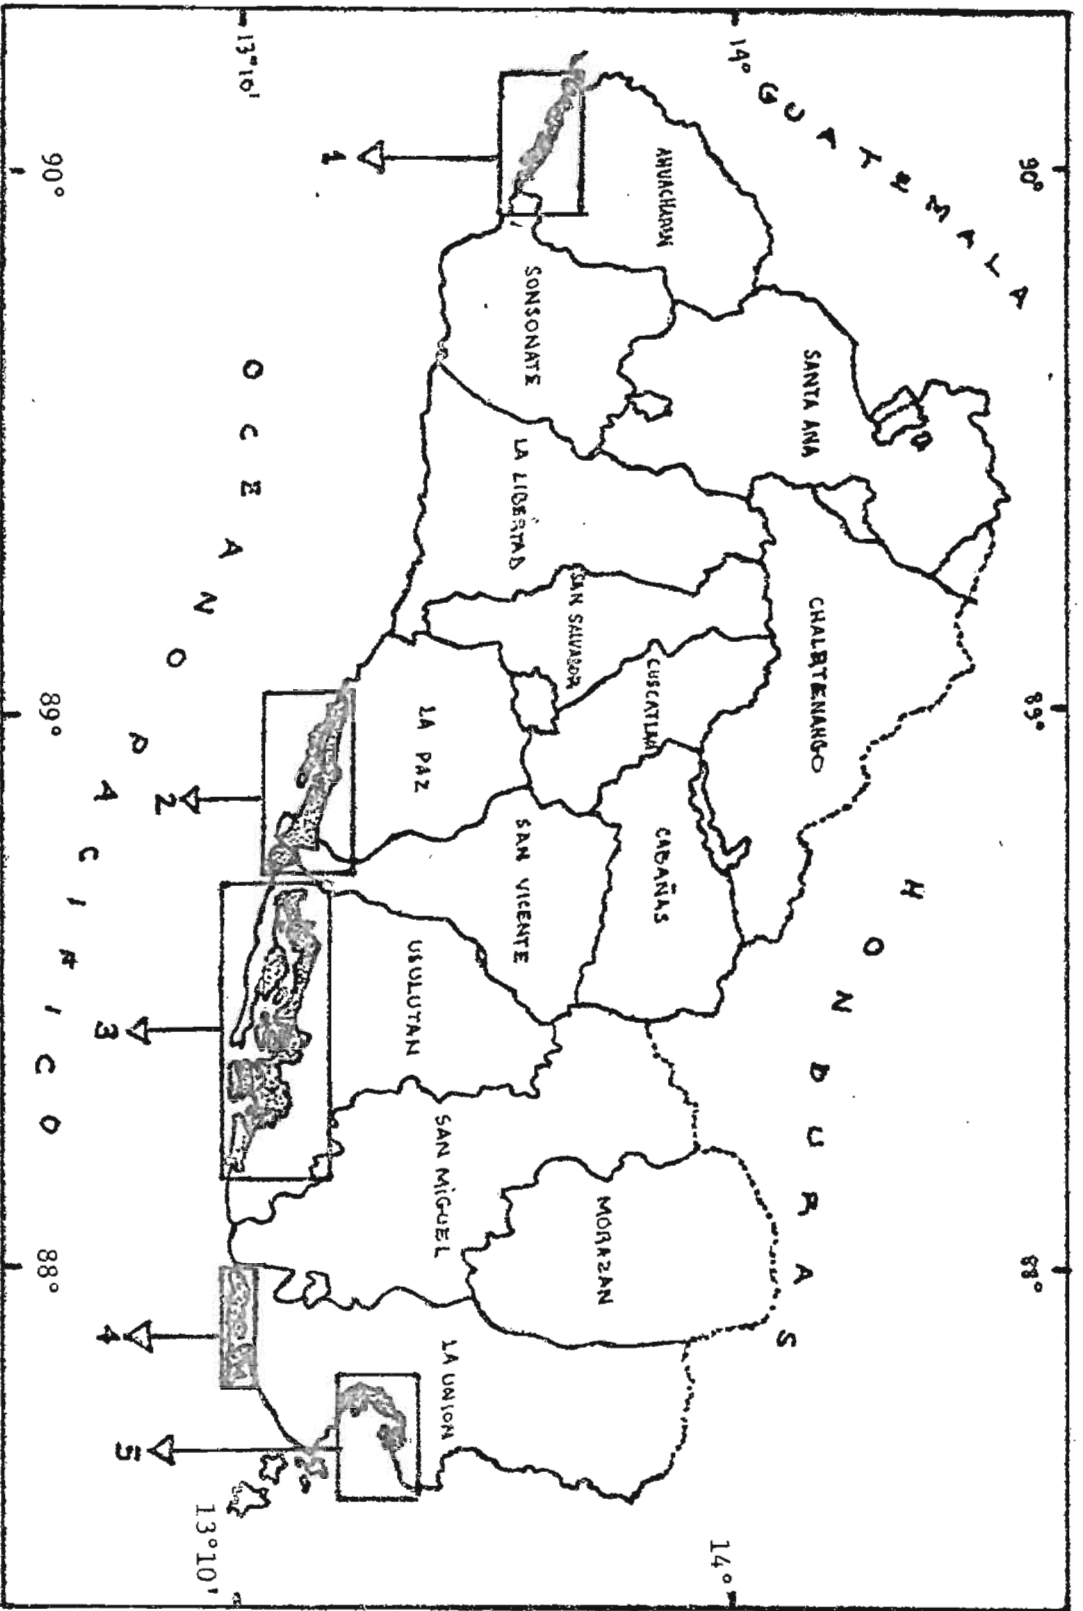 90°
89°
88°
GUATEMALA
HONDURAS
14°
14°
13°10'
13°10'
AHUACHAPAN
SANTA ANA
SONSONATE
CHALATENANGO
LA LIBERTAD
SAN SALVADOR
CUSCATLAN
CABAÑAS
LA PAZ
SAN VICENTE
USULUTAN
SAN MIGUEL
MORAZAN
LA UNION
1
2
3
4
5
OCEANO PACIFICO
90°
89°
88°